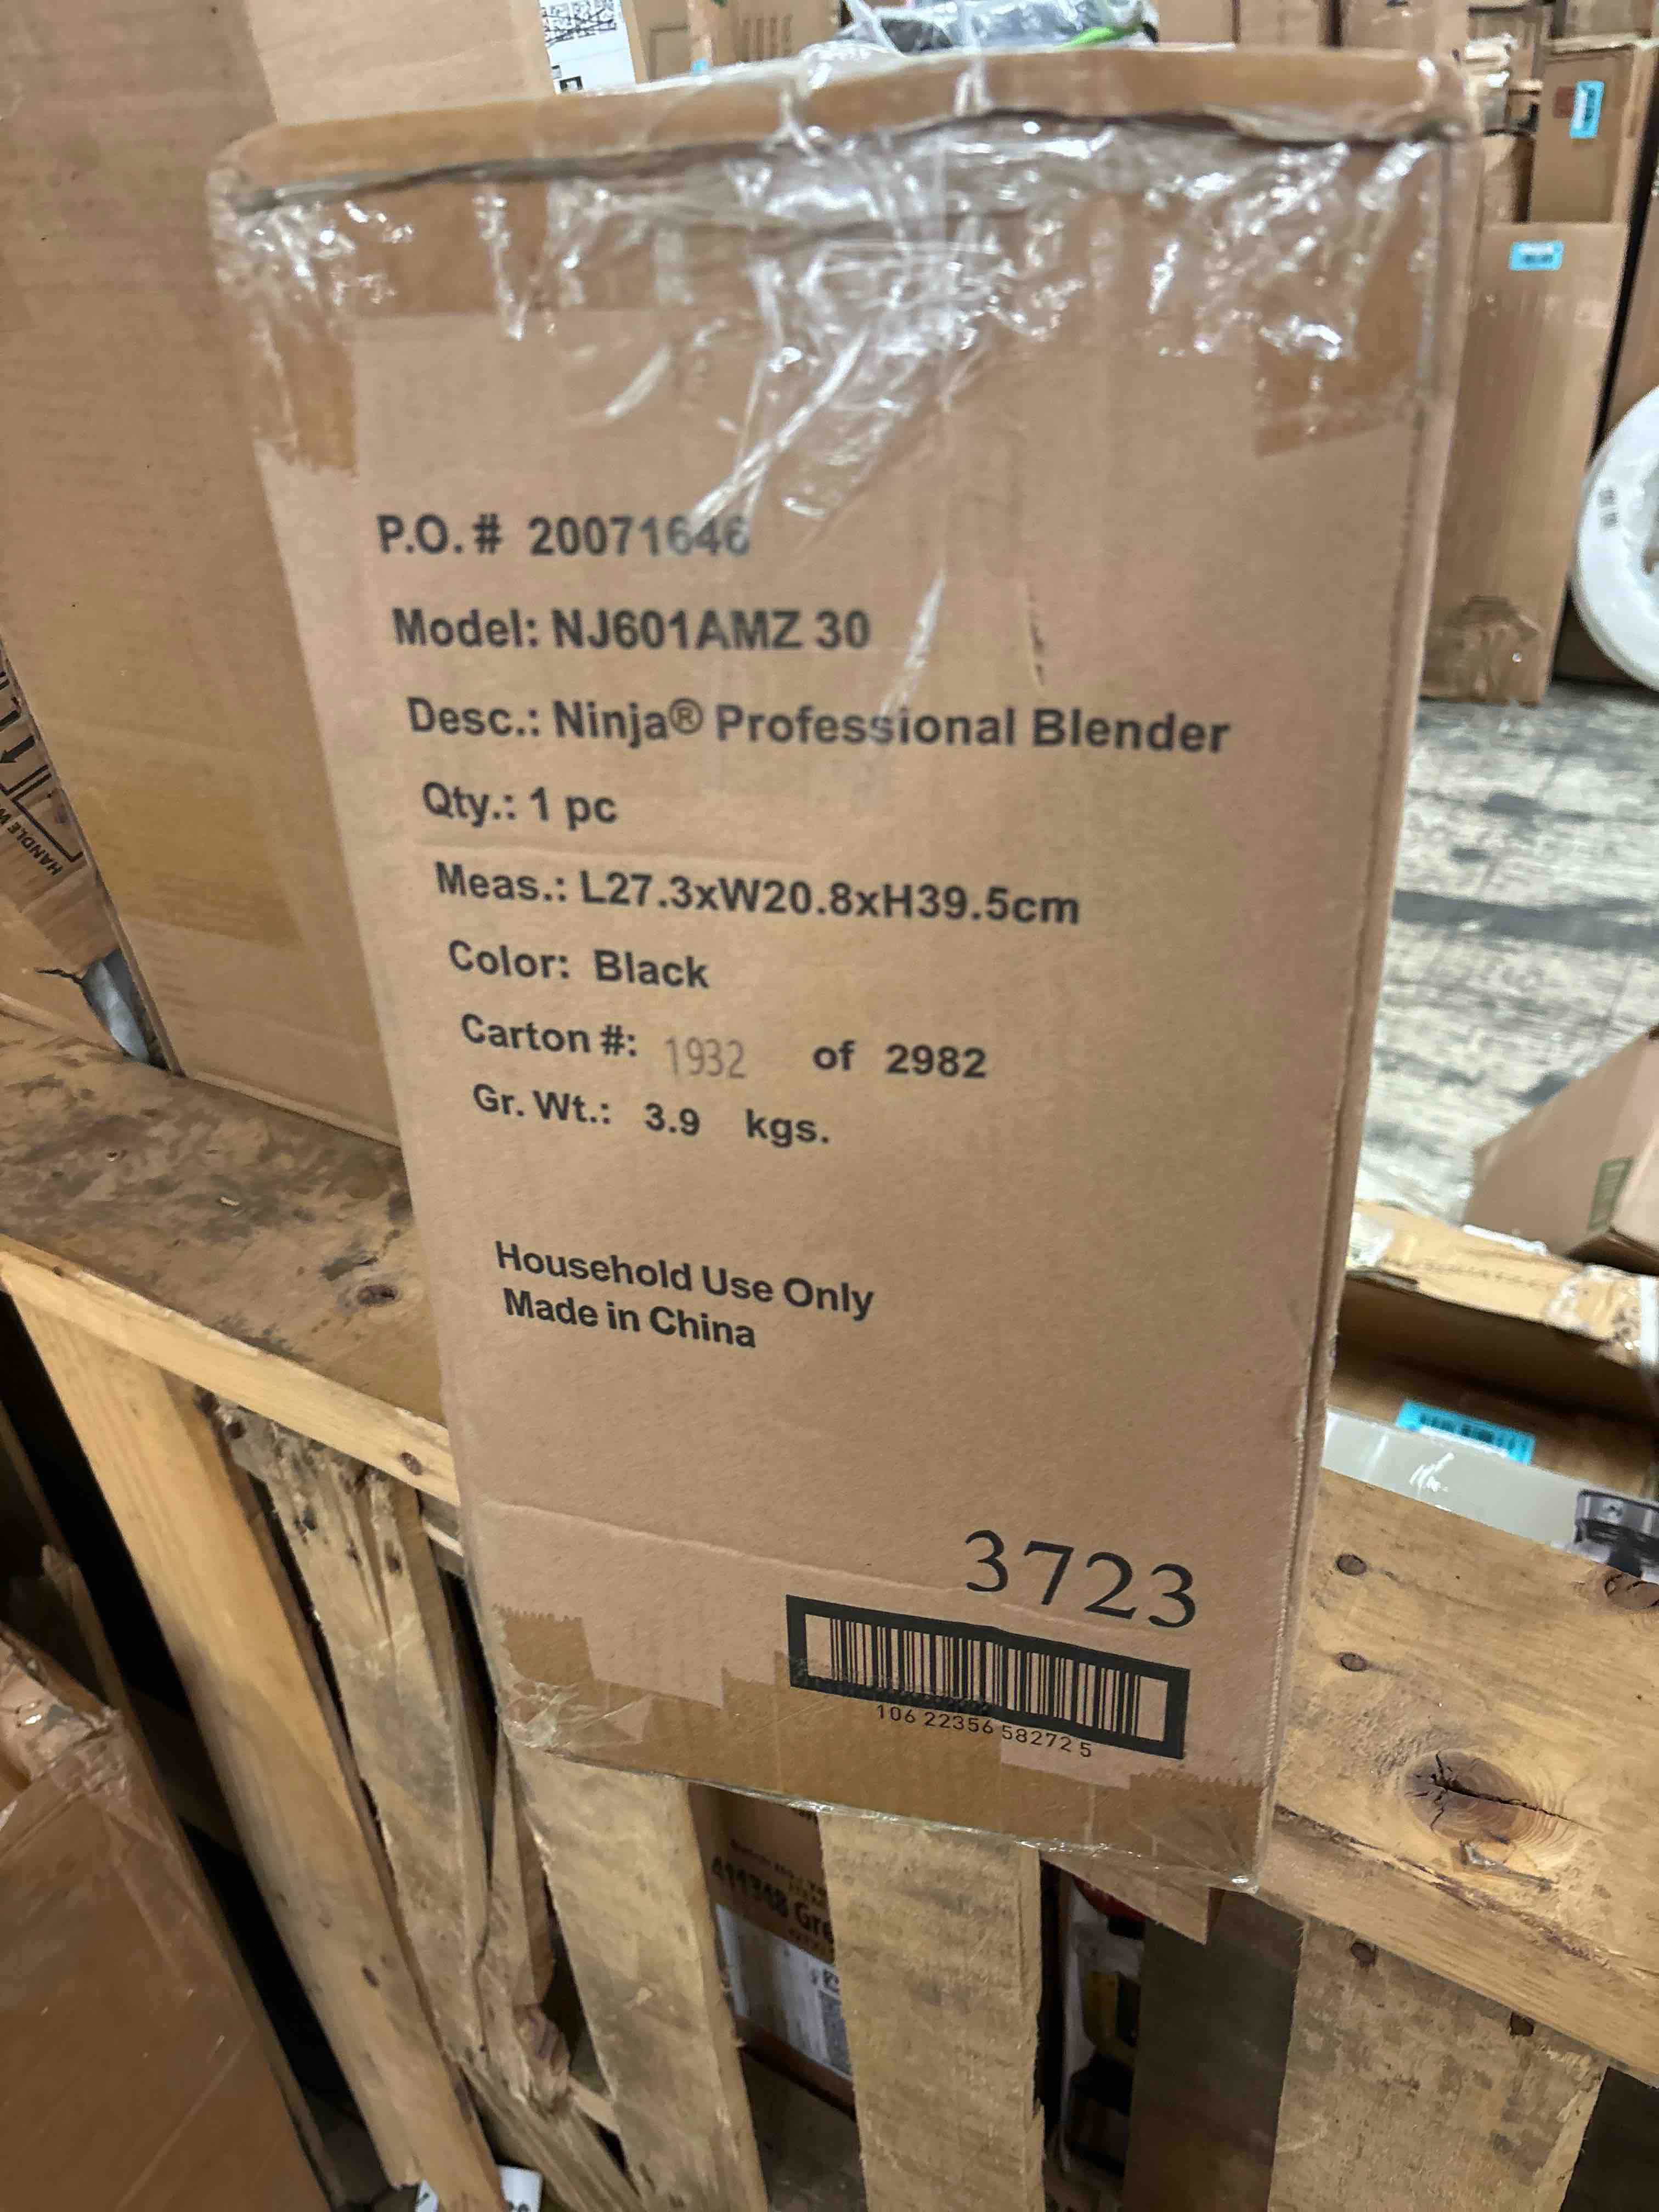 P.O. # 20071646
Model: NJ601AMZ 30
Desc.: Ninja® Professional Blender
Qty.: 1 pc
Meas.: L27.3xW20.8xH39.5cm
Color: Black
Carton #: 1932 of 2982
Gr. Wt.: 3.9 kgs.
Household Use Only
Made in China
3723
106 22356 58272 5
HANDLE W